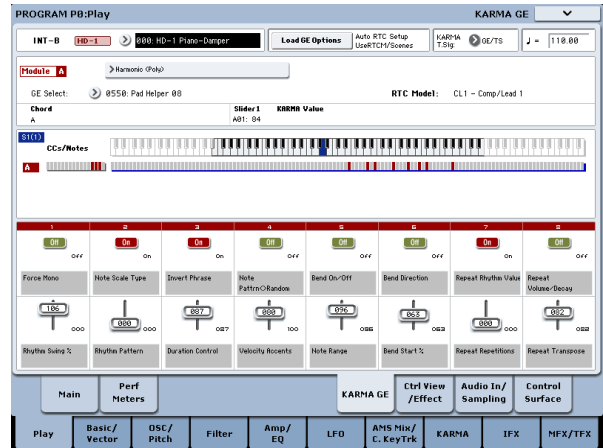 PROGRAM P0:Play KARMA GE
INT-B HD-1 000: HD-1 Piano-Damper Load GE Options Auto RTC Setup UseRTCM/Scenes KARMA T.Sig: GE/TS ♩= 110.00
Module A Harmonic (Poly)
GE Select: 0550: Pad Helper 08 RTC Model: CL1 - Comp/Lead 1
Chord Slider1 KARMA Value
A A01: 84
S1(1)
CCs/Notes
A
1 2 3 4 5 6 7 8
Off On On Off Off Off On Off
Off On On Off Off Off On Off
Force Mono Note Scale Type Invert Phrase Note Pattrn<>Random Bend On/Off Bend Direction Repeat Rhythm Value Repeat Volume/Decay
106 000 087 080 096 063 000 082
000 000 087 100 086 063 000 082
Rhythm Swing % Rhythm Pattern Duration Control Velocity Accents Note Range Bend Start % Repeat Repetitions Repeat Transpose
Main Perf Meters KARMA GE Ctrl View /Effect Audio In/ Sampling Control Surface
Play Basic/ Vector OSC/ Pitch Filter Amp/ EQ LFO AMS Mix/ C. KeyTrk KARMA IFX MFX/TFX